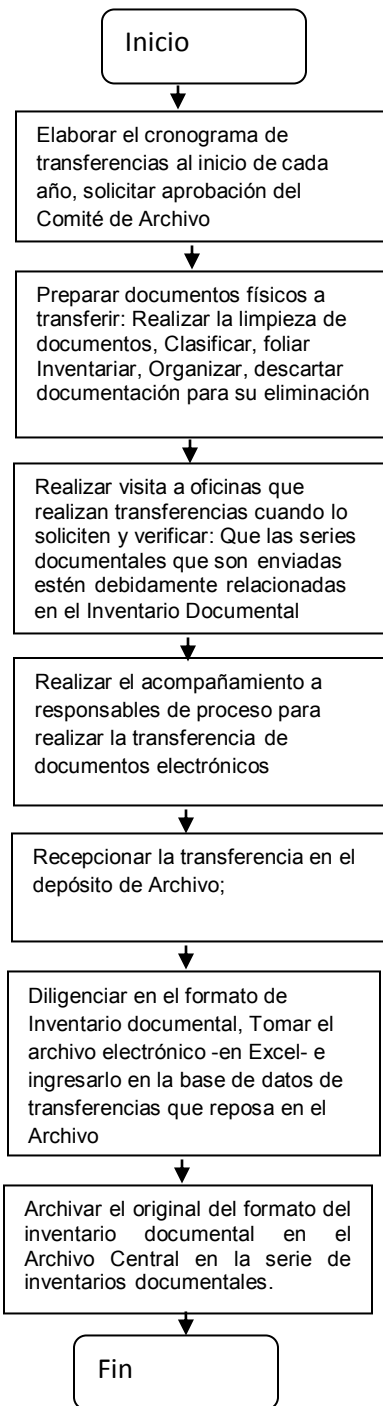 Inicio
Elaborar el cronograma de
transferencias al inicio de cada
año, solicitar aprobación del
Comité de Archivo
Preparar documentos físicos a
transferir: Realizar la limpieza de
documentos, Clasificar, foliar
Inventariar, Organizar, descartar
documentación para su eliminación
Realizar visita a oficinas que
realizan transferencias cuando lo
soliciten y verificar: Que las series
documentales que son enviadas
estén debidamente relacionadas
en el Inventario Documental
Realizar el acompañamiento a
responsables de proceso para
realizar la transferencia de
documentos electrónicos
Recepcionar la transferencia en el
depósito de Archivo;
Diligenciar en el formato de
Inventario documental, Tomar el
archivo electrónico -en Excel- e
ingresarlo en la base de datos de
transferencias que reposa en el
Archivo
Archivar el original del formato del
inventario documental en el
Archivo Central en la serie de
inventarios documentales.
Fin